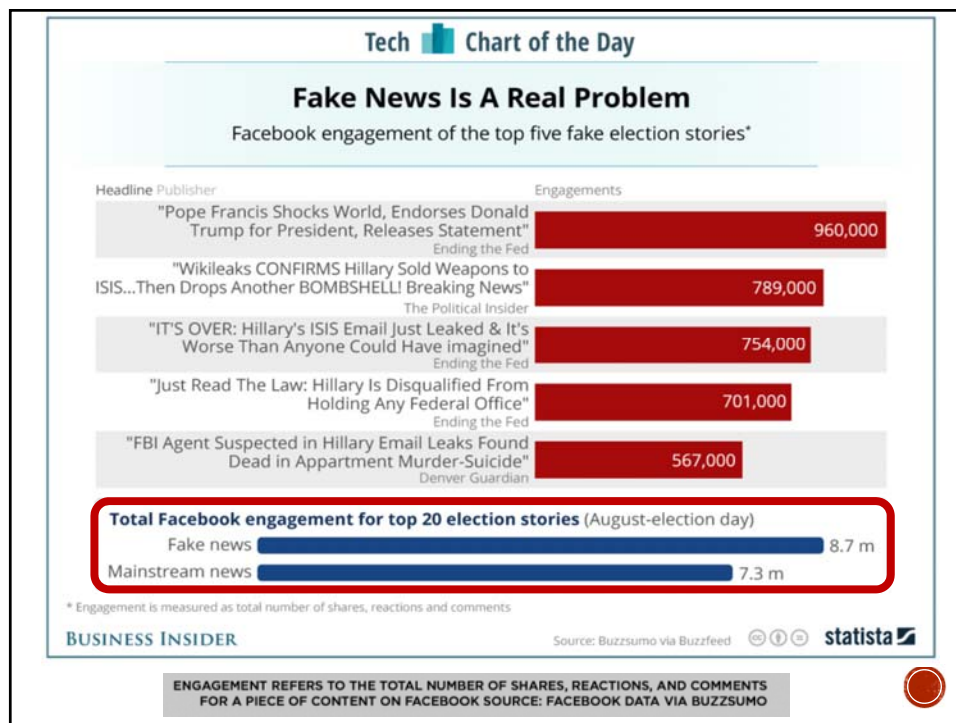 Tech Chart of the Day
Fake News Is A Real Problem
Facebook engagement of the top five fake election stories*
Headline Publisher
Engagements
"Pope Francis Shocks World, Endorses Donald
Trump for President, Releases Statement"
Ending the Fed
960,000
"Wikileaks CONFIRMS Hillary Sold Weapons to
ISIS...Then Drops Another BOMBSHELL! Breaking News"
The Political Insider
789,000
"IT'S OVER: Hillary's ISIS Email Just Leaked & It's
Worse Than Anyone Could Have imagined"
Ending the Fed
754,000
"Just Read The Law: Hillary Is Disqualified From
Holding Any Federal Office"
Ending the Fed
701,000
"FBI Agent Suspected in Hillary Email Leaks Found
Dead in Appartment Murder-Suicide"
Denver Guardian
567,000
Total Facebook engagement for top 20 election stories (August-election day)
Fake news 8.7 m
Mainstream news 7.3 m
* Engagement is measured as total number of shares, reactions and comments
BUSINESS INSIDER
Source: Buzzsumo via Buzzfeed
statista
ENGAGEMENT REFERS TO THE TOTAL NUMBER OF SHARES, REACTIONS, AND COMMENTS
FOR A PIECE OF CONTENT ON FACEBOOK SOURCE: FACEBOOK DATA VIA BUZZSUMO